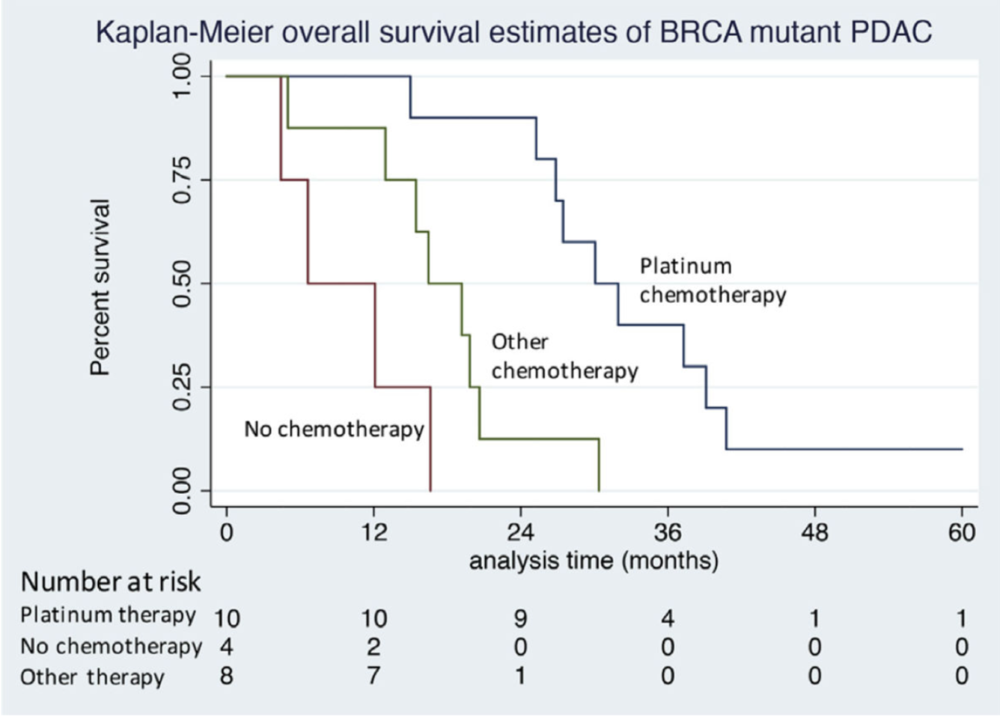 Kaplan-Meier overall survival estimates of BRCA mutant PDAC
Percent survival
1.00
0.75
0.50
0.25
0.00
Platinum
chemotherapy
Other
chemotherapy
No chemotherapy
0 12 24 36 48 60
analysis time (months)
Number at risk
Platinum therapy 10 10 9 4 1 1
No chemotherapy 4 2 0 0 0 0
Other therapy 8 7 1 0 0 0